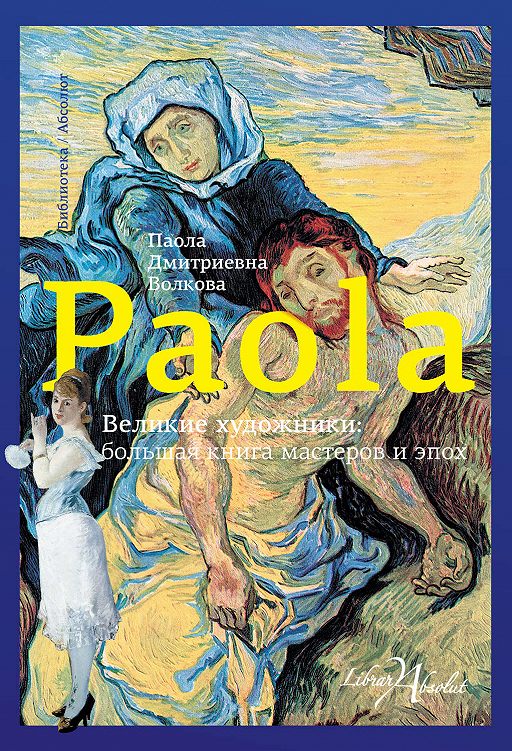 Библиотека / Абсолют
Паола
Дмитриевна
Волкова
Paola
Великие художники:
большая книга мастеров и эпох
Library Absolut